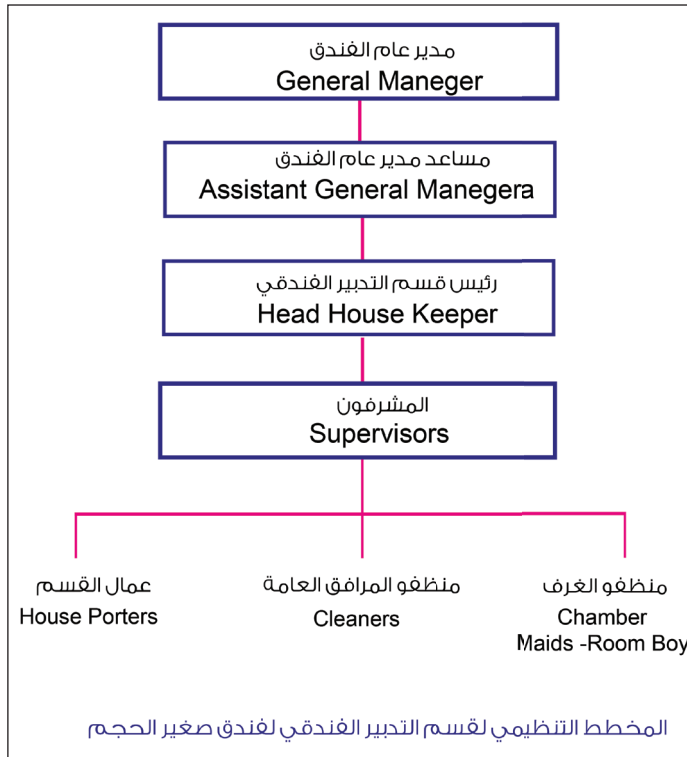 مدير عام الفندق
General Maneger
مساعد مدير عام الفندق
Assistant General Manegera
رئيس قسم التدبير الفندقي
Head House Keeper
المشرفون
Supervisors
منظفو الغرف
Chamber
Maids -Room Boy
منظفو المرافق العامة
Cleaners
عمال القسم
House Porters
المخطط التنظيمي لقسم التدبير الفندقي لفندق صغير الحجم